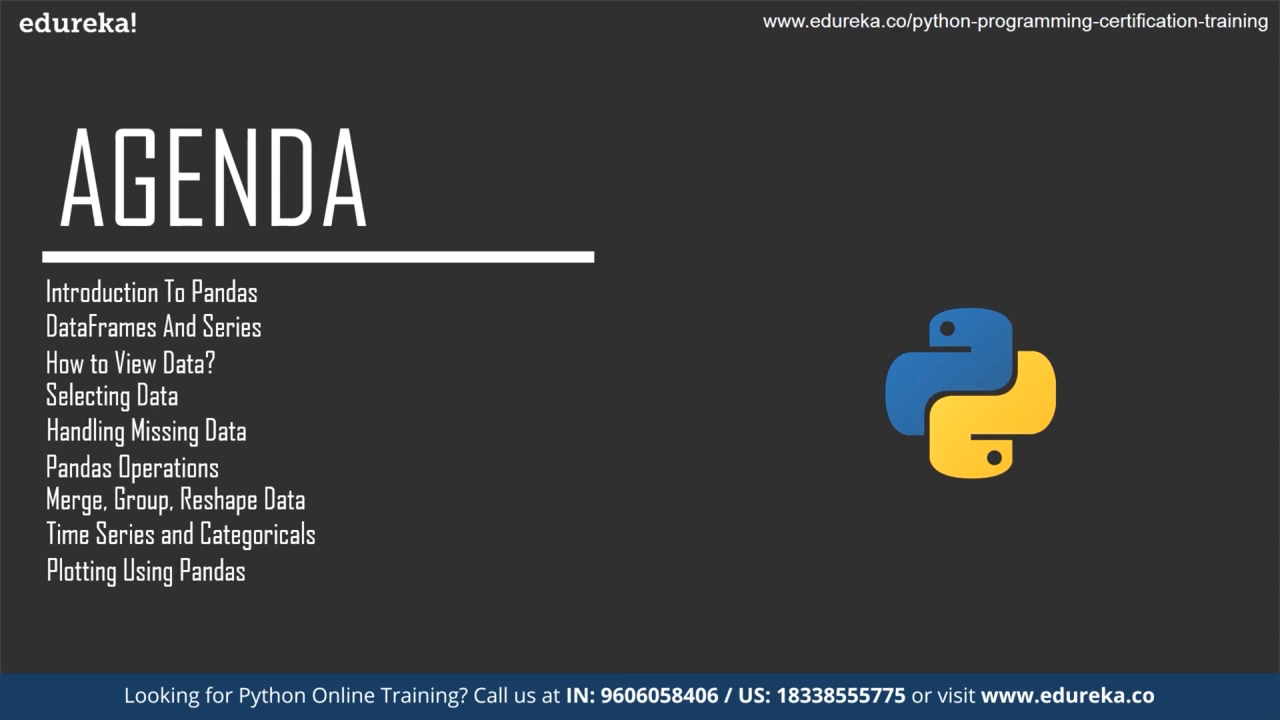 edureka!
www.edureka.co/python-programming-certification-training
AGENDA
Introduction To Pandas
DataFrames And Series
How to View Data?
Selecting Data
Handling Missing Data
Pandas Operations
Merge, Group, Reshape Data
Time Series and Categoricals
Plotting Using Pandas
Looking for Python Online Training? Call us at IN: 9606058406 / US: 18338555775 or visit www.edureka.co